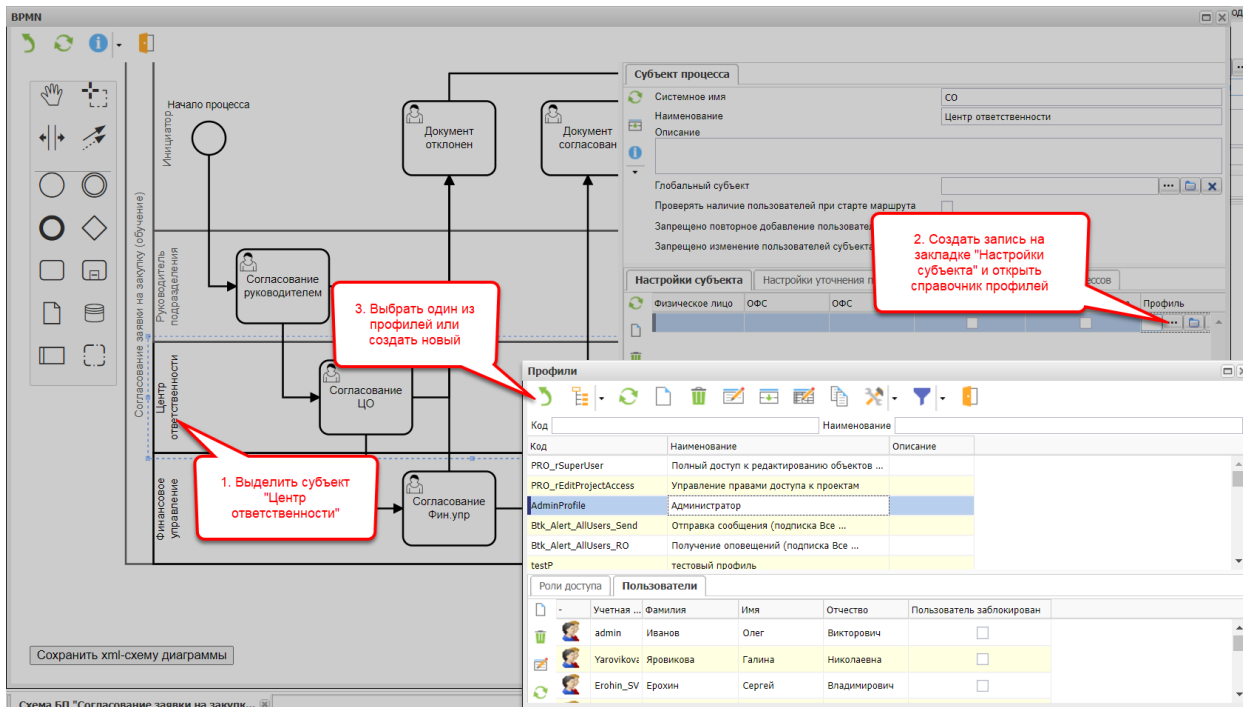 BPMN
од
Начало процесса
Инициатор
Документ
отклонен
Документ
согласован
Согласование заявки на закупку (обучение)
Руководитель
подразделения
Согласование
руководителем
Центр
ответственности
Согласование
ЦО
Финансовое
управление
Согласование
Фин.упр
1. Выделить субъект
"Центр
ответственности"
3. Выбрать один из
профилей или
создать новый
2. Создать запись на
закладке "Настройки
субъекта" и открыть
справочник профилей
Субъект процесса
Системное имя
CO
Наименование
Центр ответственности
Описание
Глобальный субъект
Проверять наличие пользователей при старте маршрута
Запрещено повторное добавление
Запрещено изменение пользователей
Настройки субъекта
Настройки уточнения
Физическое лицо ОФС ОФС Профиль
Профили
Код Наименование
Код Наименование Описание
PRO_rSuperUser Полный доступ к редактированию объектов ...
PRO_rEditProjectAccess Управление правами доступа к проектам
AdminProfile Администратор
Btk_Alert_AllUsers_Send Отправка сообщения (подписка Все ...
Btk_Alert_AllUsers_RO Получение оповещений (подписка Все ...
testP тестовый профиль
Роли доступа Пользователи
- Учетная ... Фамилия Имя Отчество Пользователь заблокирован
admin Иванов Олег Викторович
Yarovikova Яровикова Галина Николаевна
Erohin_SV Ерохин Сергей Владимирович
Сохранить xml-схему диаграммы
Схема БП "Согласование заявки на закупк...